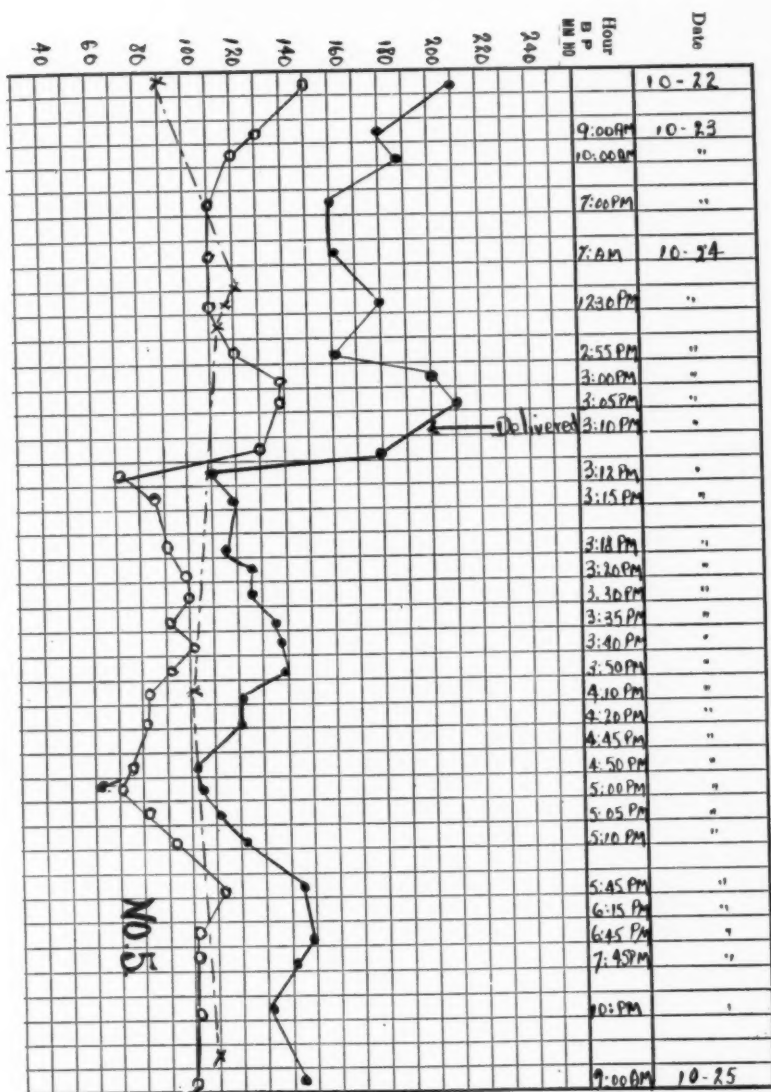 Date
Hour
B P
MM HG
240
220
200
180
160
140
120
100
80
60
40
10-22
9:00AM 10-23
10:00AM "
7:00PM "
7:AM 10-24
1230PM "
2:55PM "
3:00PM "
3:05PM "
Delivered 3:10PM "
3:12PM "
3:15PM "
3:18PM "
3:20PM "
3:30PM "
3:35PM "
3:40PM "
3:50PM "
4:10PM "
4:20PM "
4:45PM "
4:50PM "
5:00PM "
5:05PM "
5:10PM "
5:45PM "
6:15PM "
6:45PM "
7:45PM "
10:PM "
9:00AM 10-25
NO.5.